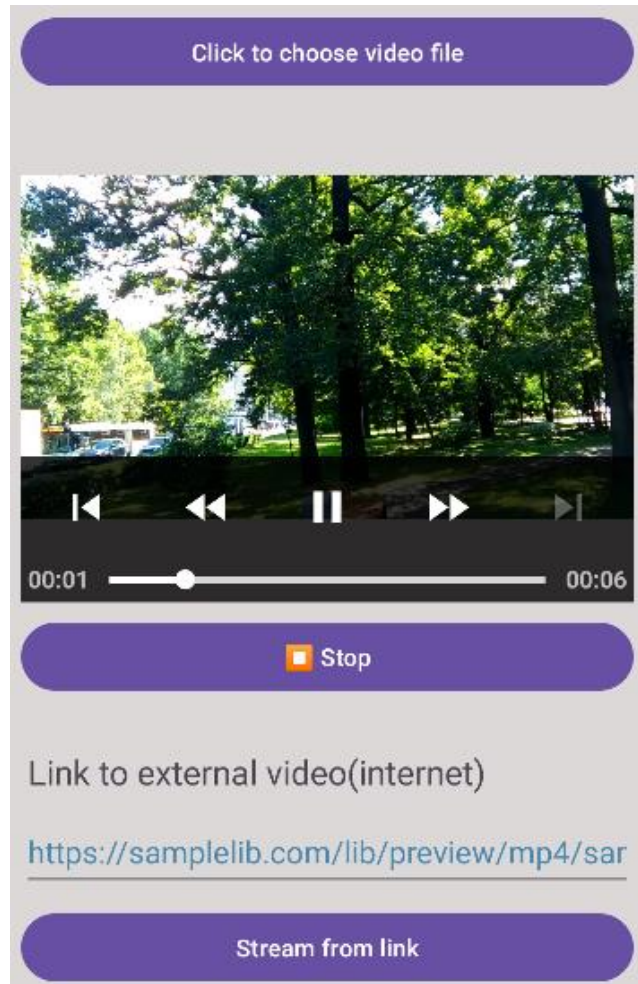 Click to choose video file
00:01
00:06
Stop
Link to external video(internet)
https://samplelib.com/lib/preview/mp4/sar
Stream from link